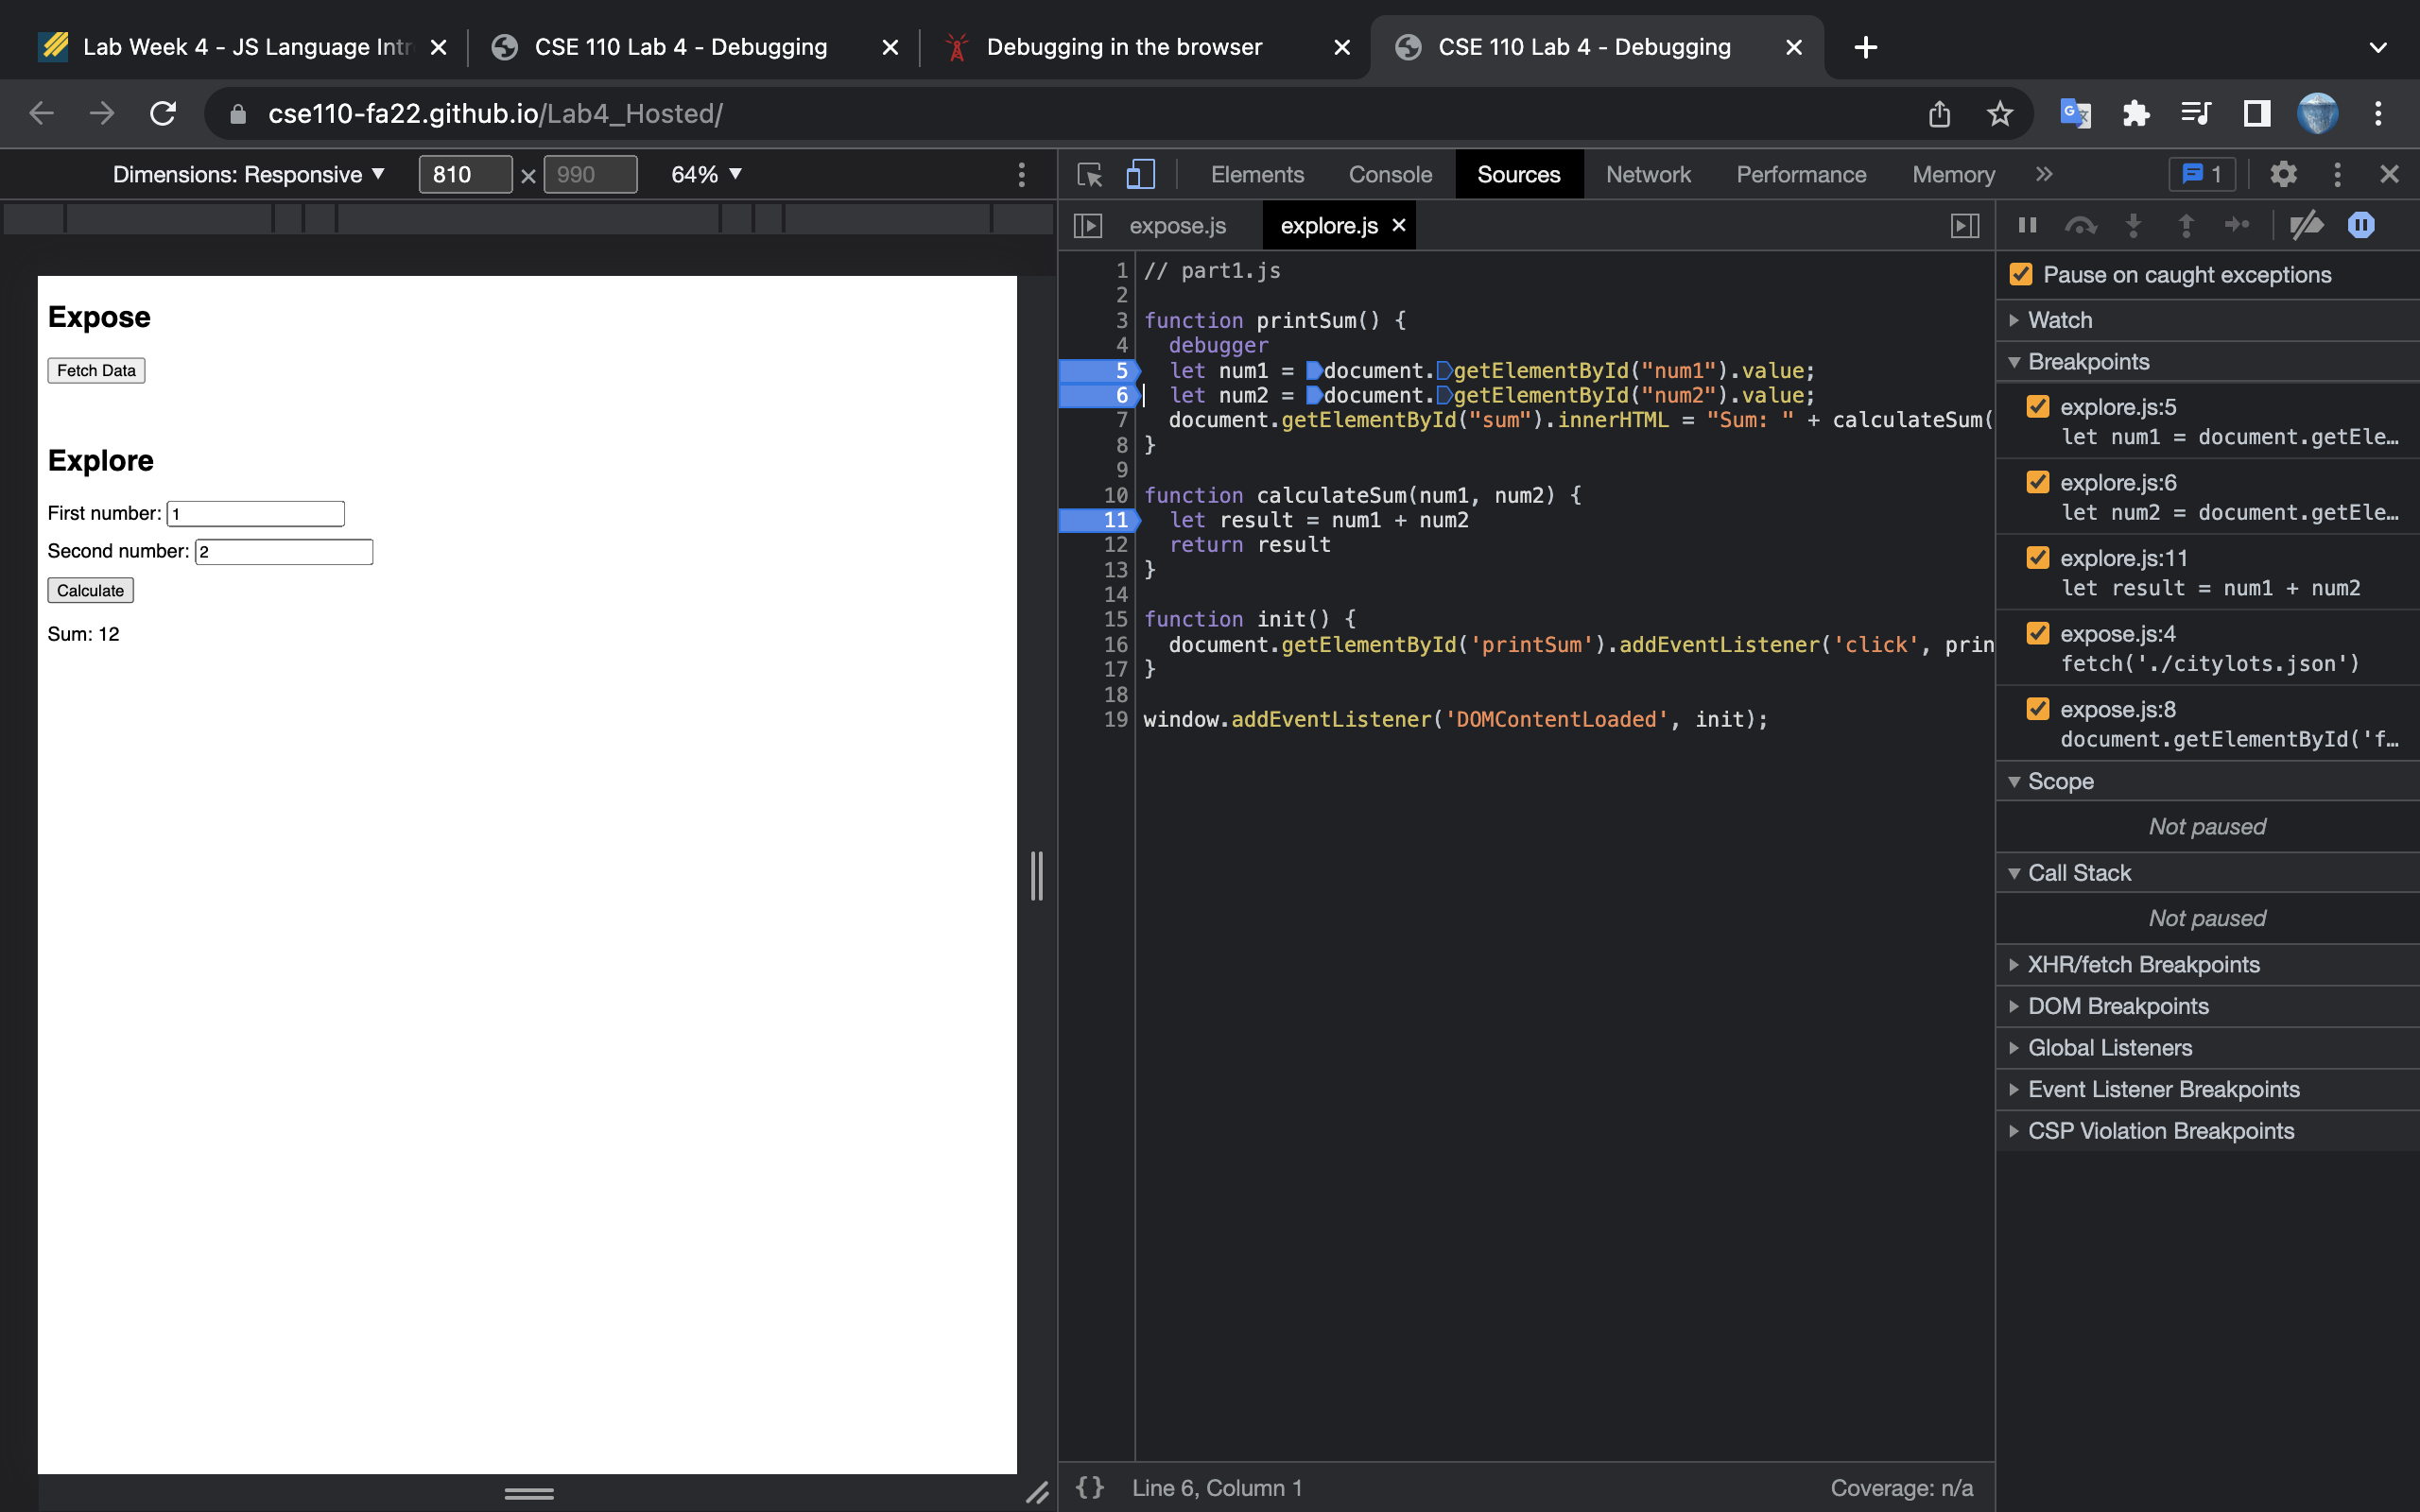 Lab Week 4 - JS Language Intr
CSE 110 Lab 4 - Debugging
Debugging in the browser
CSE 110 Lab 4 - Debugging
cse110-fa22.github.io/Lab4_Hosted/
Dimensions: Responsive 810 × 990 64%
Elements Console Sources Network Performance Memory » 1
Expose
Fetch Data
Explore
First number: 1
Second number: 2
Calculate
Sum: 12
expose.js explore.js
1 // part1.js
2
3 function printSum() {
4 debugger
5 let num1 = document.getElementById("num1").value;
6 let num2 = document.getElementById("num2").value;
7 document.getElementById("sum").innerHTML = "Sum: " + calculateSum(
8 }
9
10 function calculateSum(num1, num2) {
11 let result = num1 + num2
12 return result
13 }
14
15 function init() {
16 document.getElementById('printSum').addEventListener('click', prin
17 }
18
19 window.addEventListener('DOMContentLoaded', init);
{} Line 6, Column 1
Coverage: n/a
Pause on caught exceptions
Watch
Breakpoints
explore.js:5
let num1 = document.getEle…
explore.js:6
let num2 = document.getEle…
explore.js:11
let result = num1 + num2
expose.js:4
fetch('./citylots.json')
expose.js:8
document.getElementById('f…
Scope
Not paused
Call Stack
Not paused
XHR/fetch Breakpoints
DOM Breakpoints
Global Listeners
Event Listener Breakpoints
CSP Violation Breakpoints